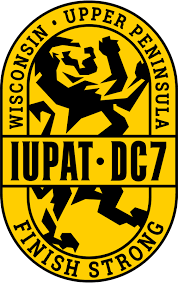 WISCONSIN · UPPER PENINSULA
IUPAT · DC7
FINISH STRONG